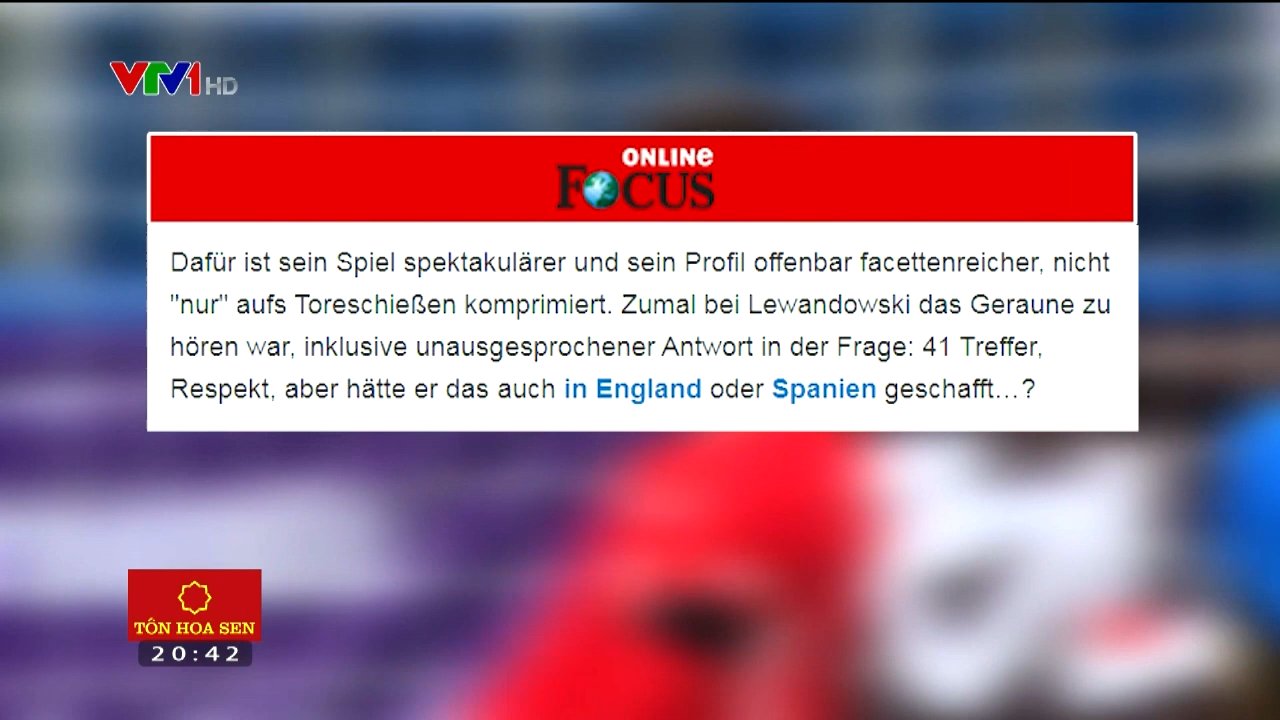 VTV1 HD
ONLINE
FOCUS
Dafür ist sein Spiel spektakulärer und sein Profil offenbar facettenreicher, nicht
"nur" aufs Toreschießen komprimiert. Zumal bei Lewandowski das Geraune zu
hören war, inklusive unausgesprochener Antwort in der Frage: 41 Treffer,
Respekt, aber hätte er das auch in England oder Spanien geschafft...?
TÔN HOA SEN
20:42